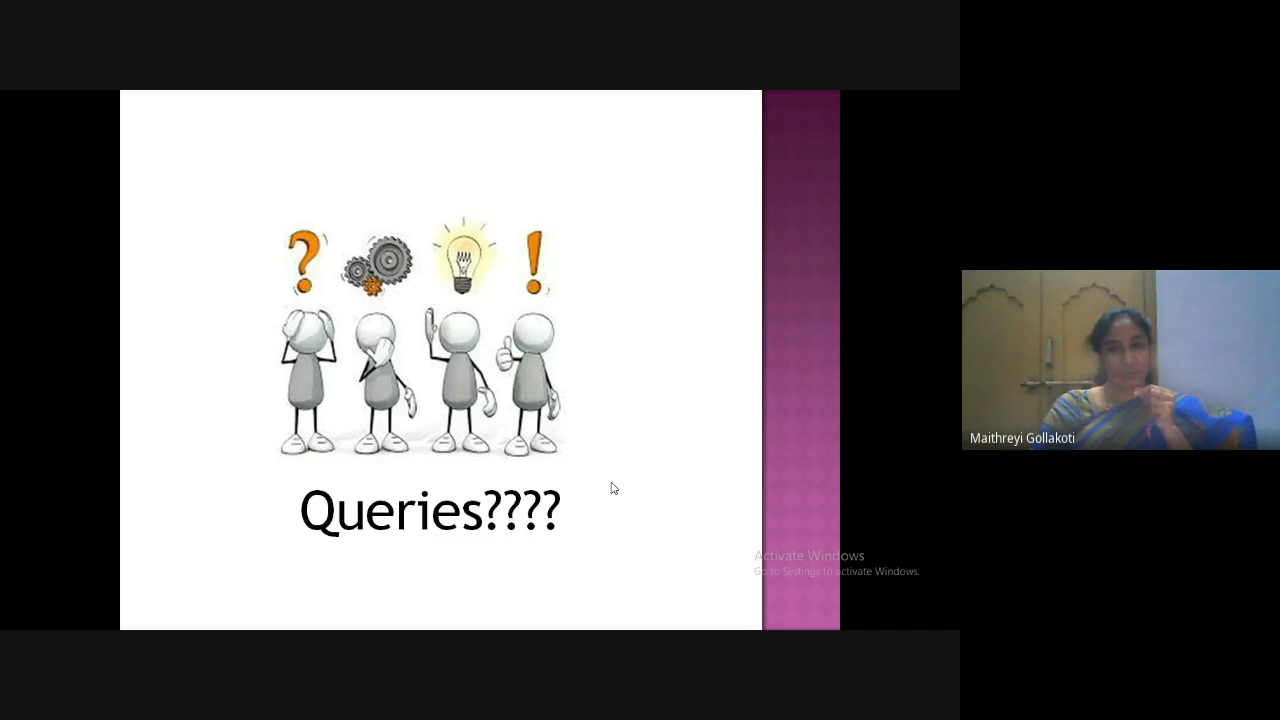 Queries????
Activate Windows
Go to Settings to activate Windows.
Maithreyi Gollakoti